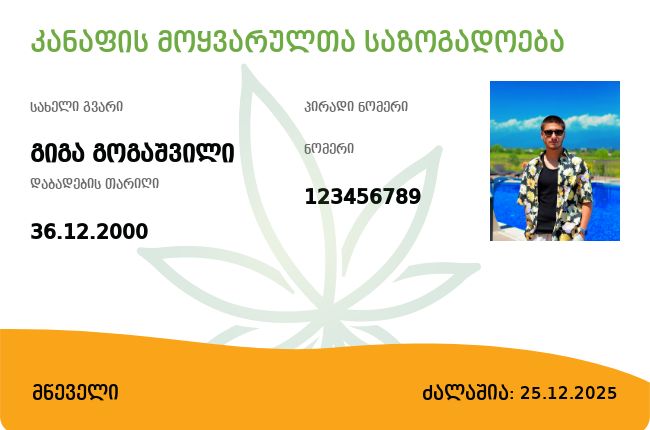 კანაფის მოყვარულთა საზოგადოება
სახელი გვარი
გიგა გოგაშვილი
დაბადების თარიღი
36.12.2000
პირადი ნომერი
ნომერი
123456789
მწეველი
ძალაშია: 25.12.2025